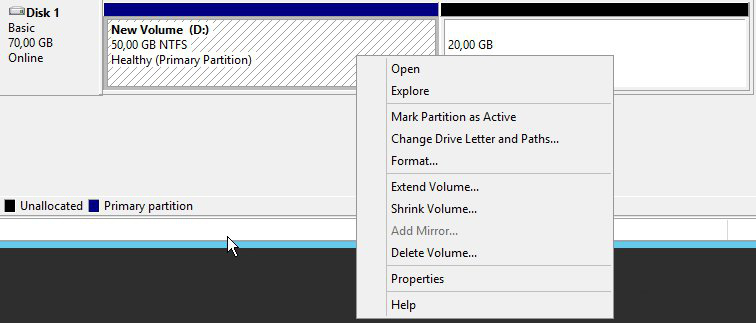 Disk 1
Basic
70,00 GB
Online
New Volume (D:)
50,00 GB NTFS
Healthy (Primary Partition)
20,00 GB
Open
Explore
Mark Partition as Active
Change Drive Letter and Paths...
Format...
Extend Volume...
Shrink Volume...
Add Mirror...
Delete Volume...
Properties
Help
Unallocated
Primary partition